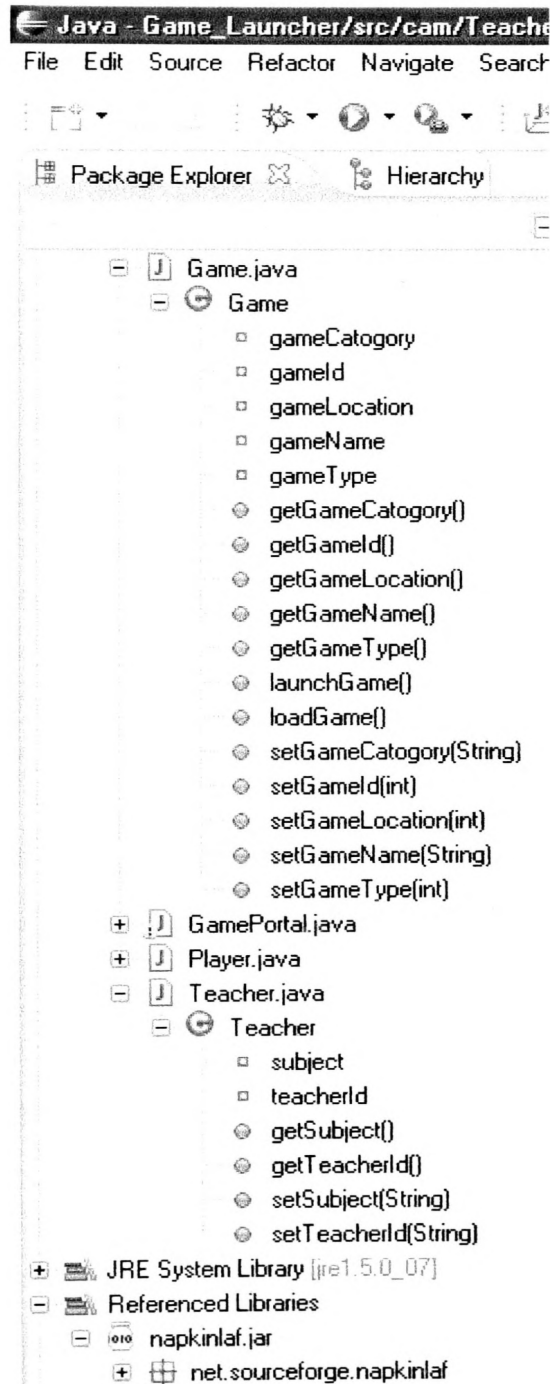 Java - Game_Launcher/src/cam/Teache
File Edit Source Refactor Navigate Search
Package Explorer Hierarchy
Game.java
Game
gameCatogory
gameId
gameLocation
gameName
gameType
getGameCatogory()
getGameId()
getGameLocation()
getGameName()
getGameType()
launchGame()
loadGame()
setGameCatogory(String)
setGameId(int)
setGameLocation(int)
setGameName(String)
setGameType(int)
GamePortal.java
Player.java
Teacher.java
Teacher
subject
teacherId
getSubject()
getTeacherId()
setSubject(String)
setTeacherId(String)
JRE System Library [jre1.5.0_07]
Referenced Libraries
napkinlaf.jar
net.sourceforge.napkinlaf